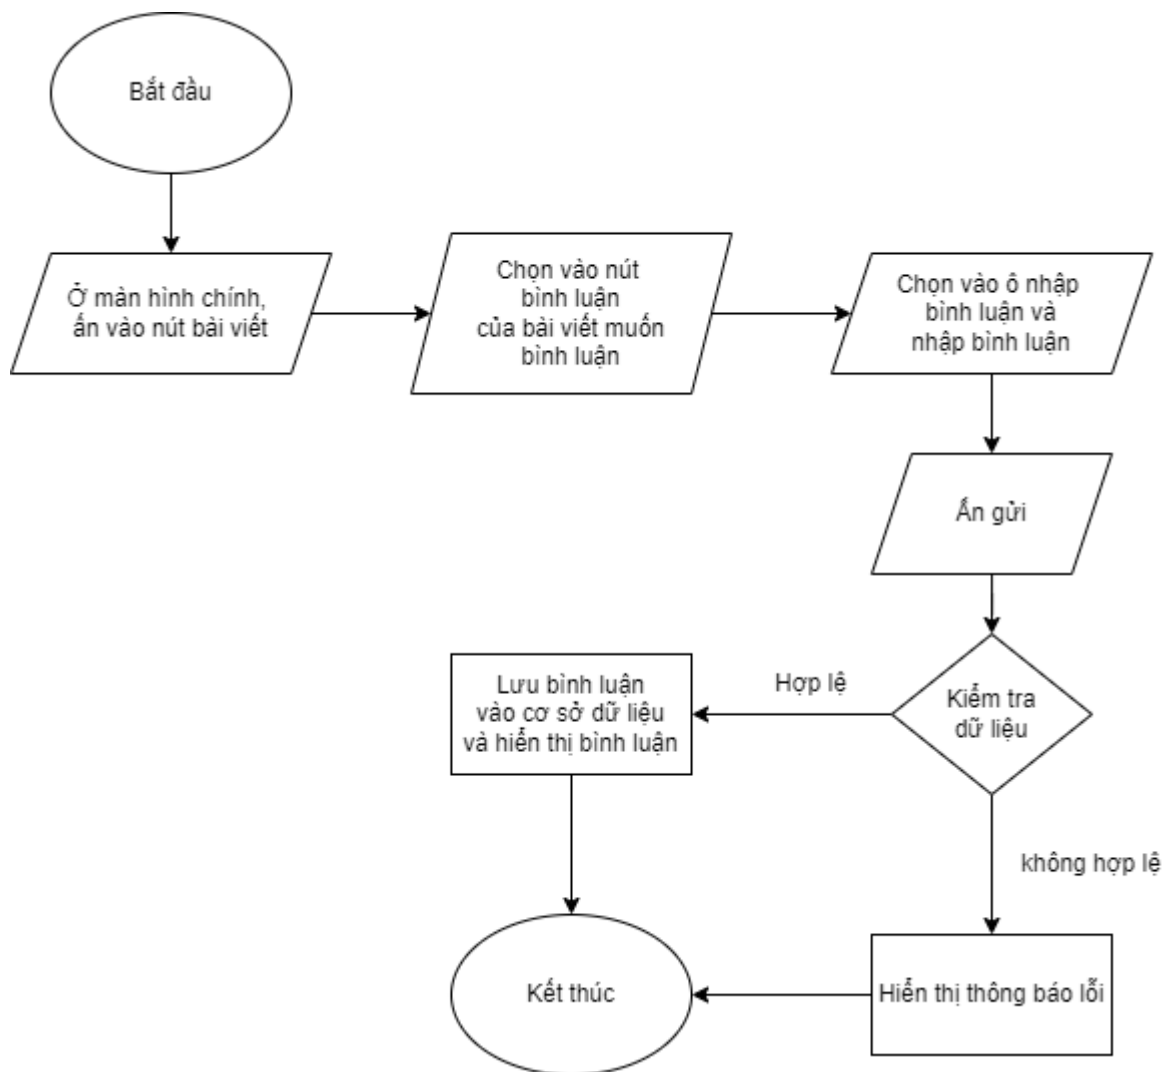 Bắt đầu
Ở màn hình chính,
ấn vào nút bài viết
Chọn vào nút
bình luận
của bài viết muốn
bình luận
Chọn vào ô nhập
bình luận và
nhập bình luận
Ấn gửi
Kiểm tra
dữ liệu
Hợp lệ
Lưu bình luận
vào cơ sở dữ liệu
và hiển thị bình luận
không hợp lệ
Hiển thị thông báo lỗi
Kết thúc